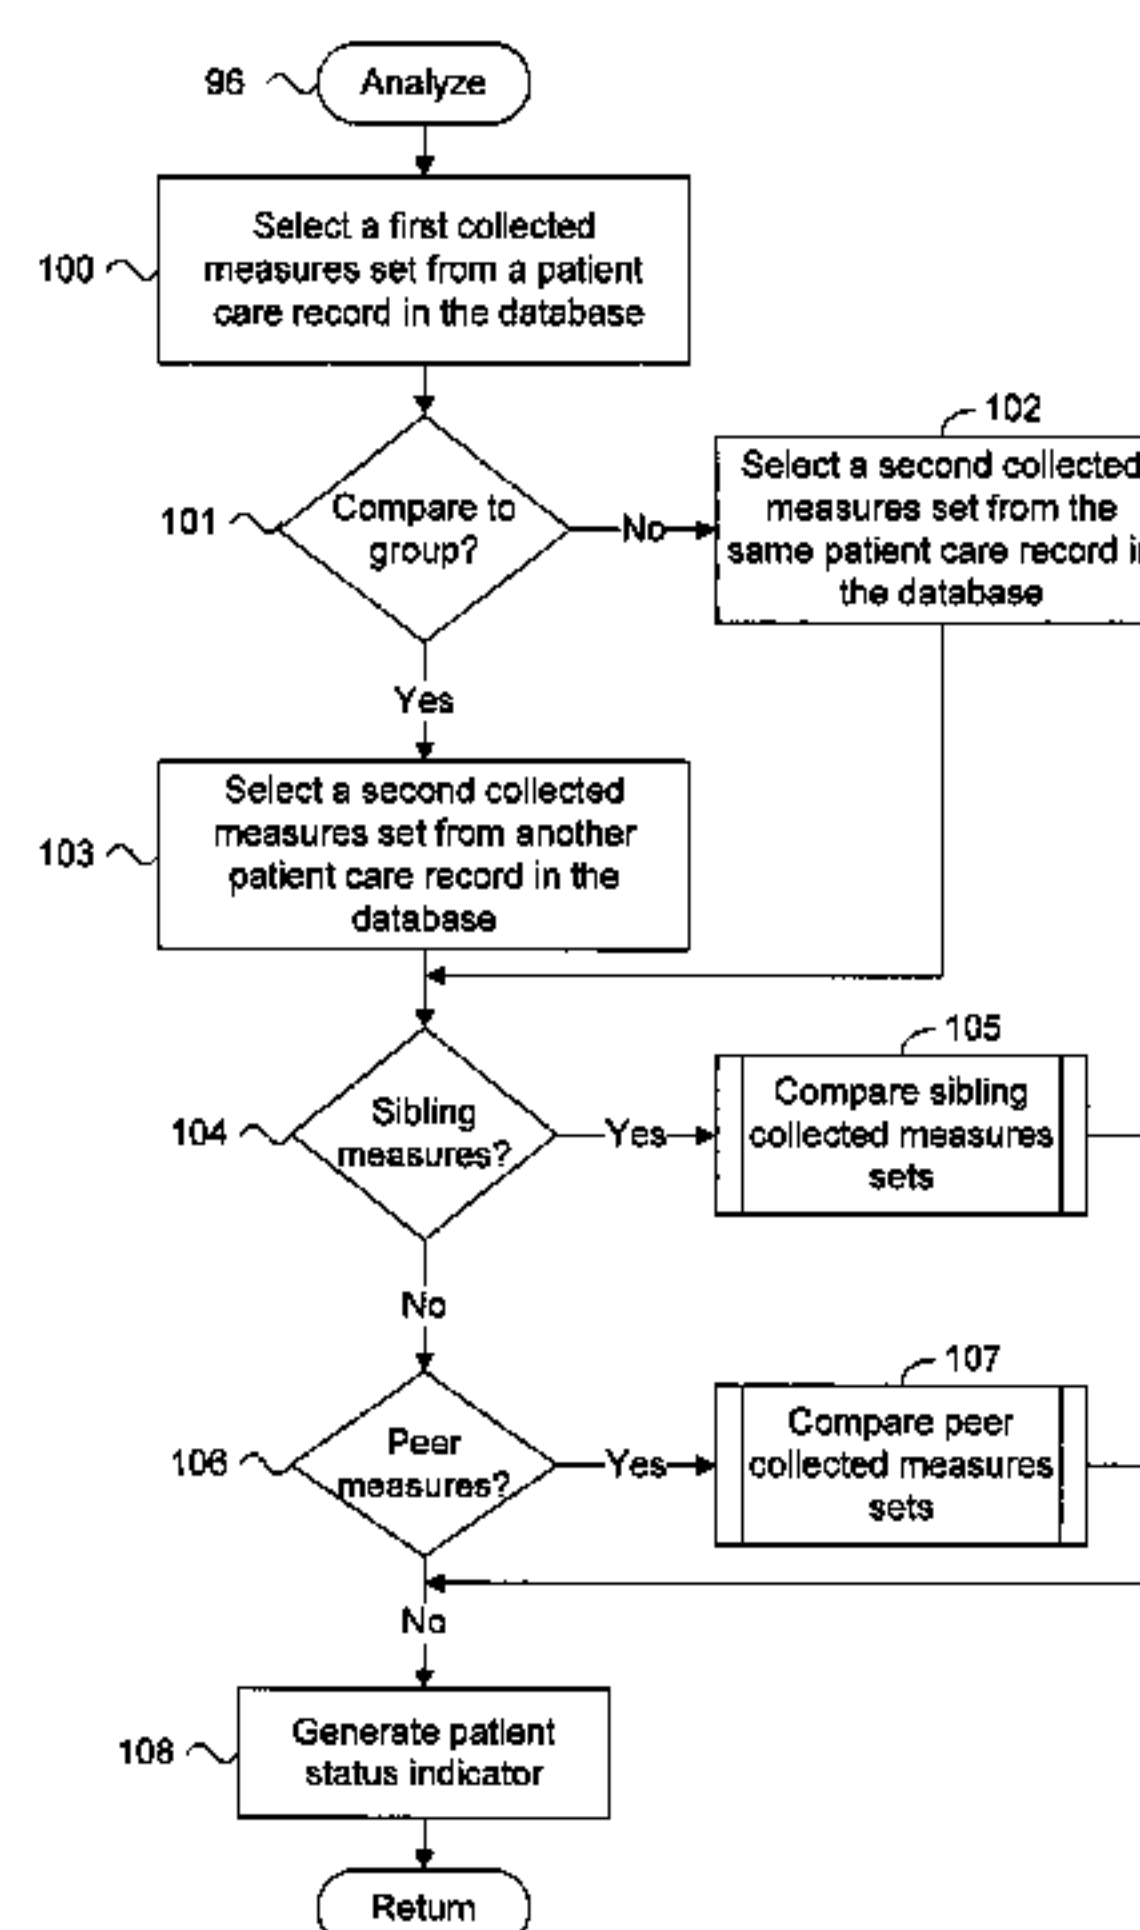 96
Analyze
Select a first collected
measures set from a patient
care record in the database
100
102
Compare to
group?
101
No
Select a second collected
measures set from the
same patient care record in
the database
Yes
Select a second collected
measures set from another
patient care record in the
database
103
105
Sibling
measures?
104
Yes
Compare sibling
collected measures
sets
No
107
Peer
measures?
106
Yes
Compare peer
collected measures
sets
No
Generate patient
status indicator
108
Return